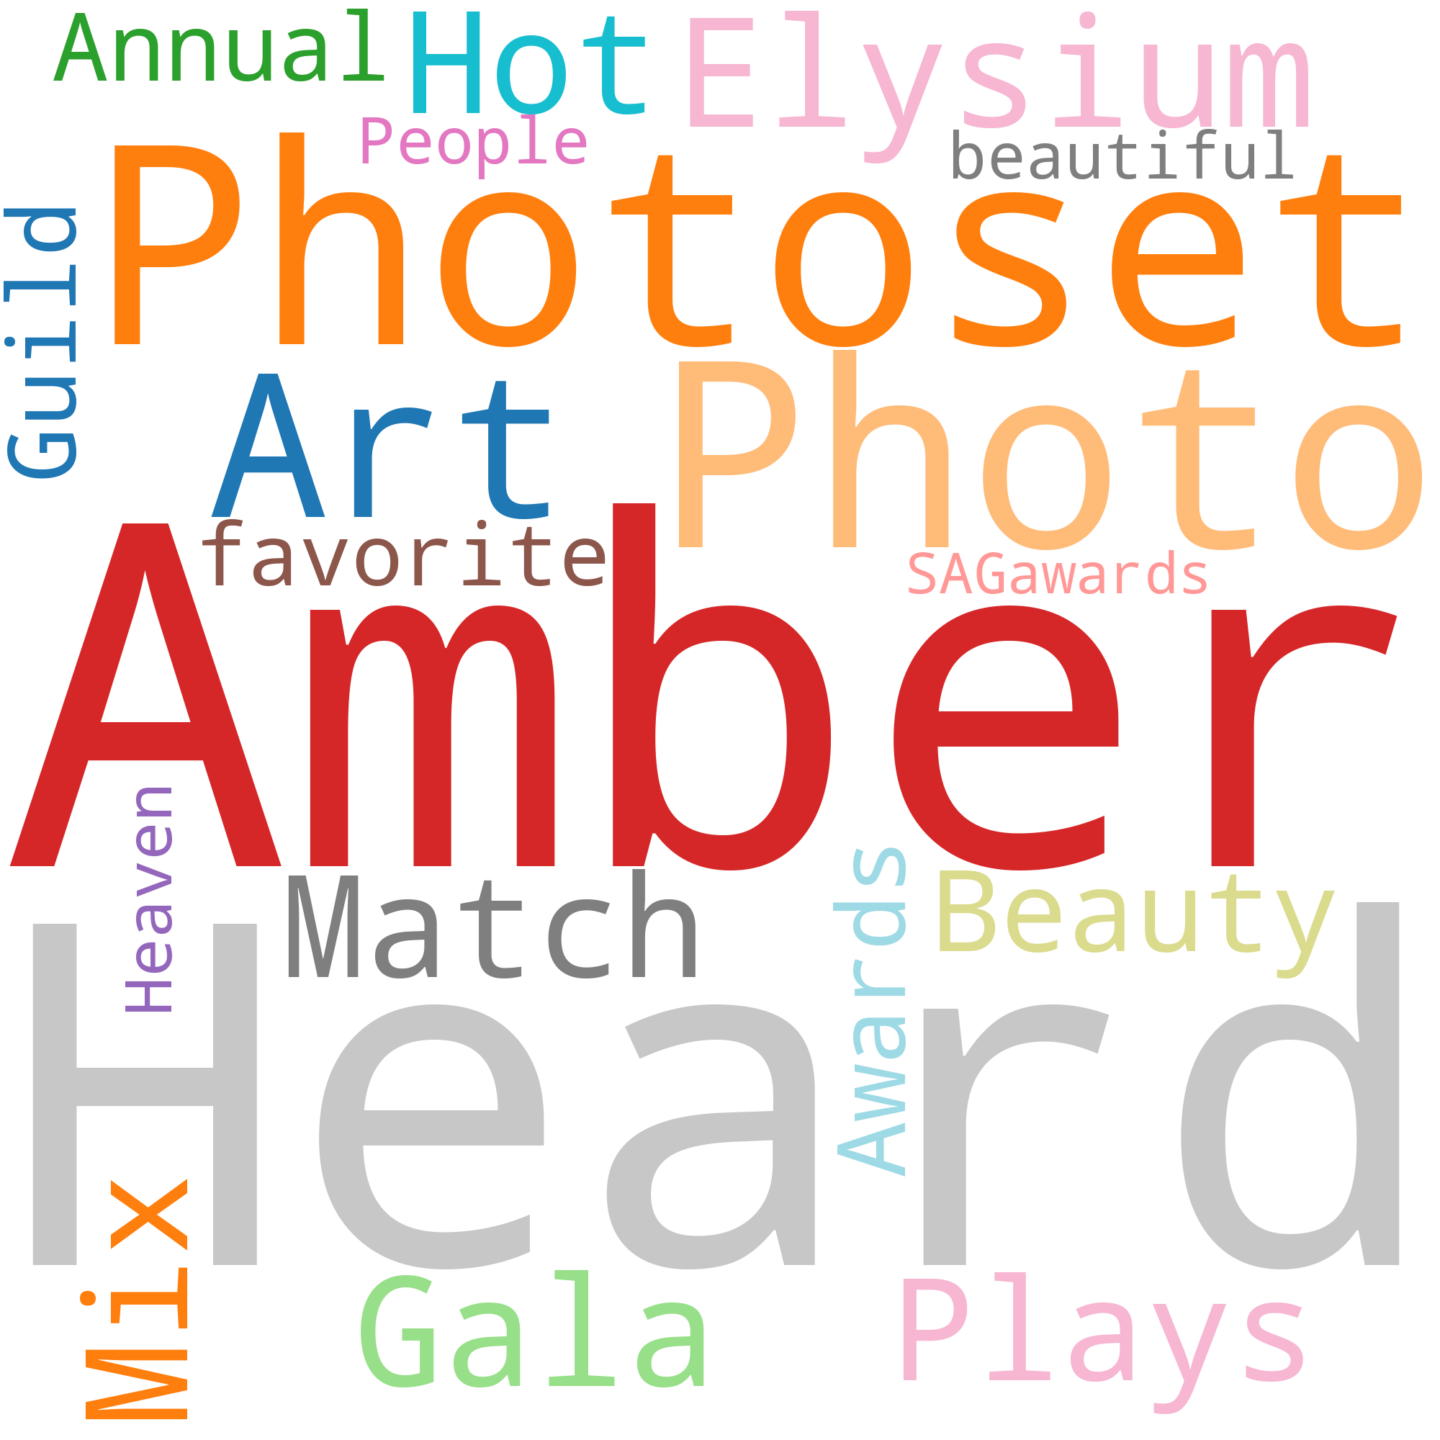 Annual
Hot
Elysium
People
beautiful
Guild
Photoset
Art
Photo
favorite
SAGawards
Amber
Heaven
Match
Awards
Beauty
Heard
Mix
Gala
Plays